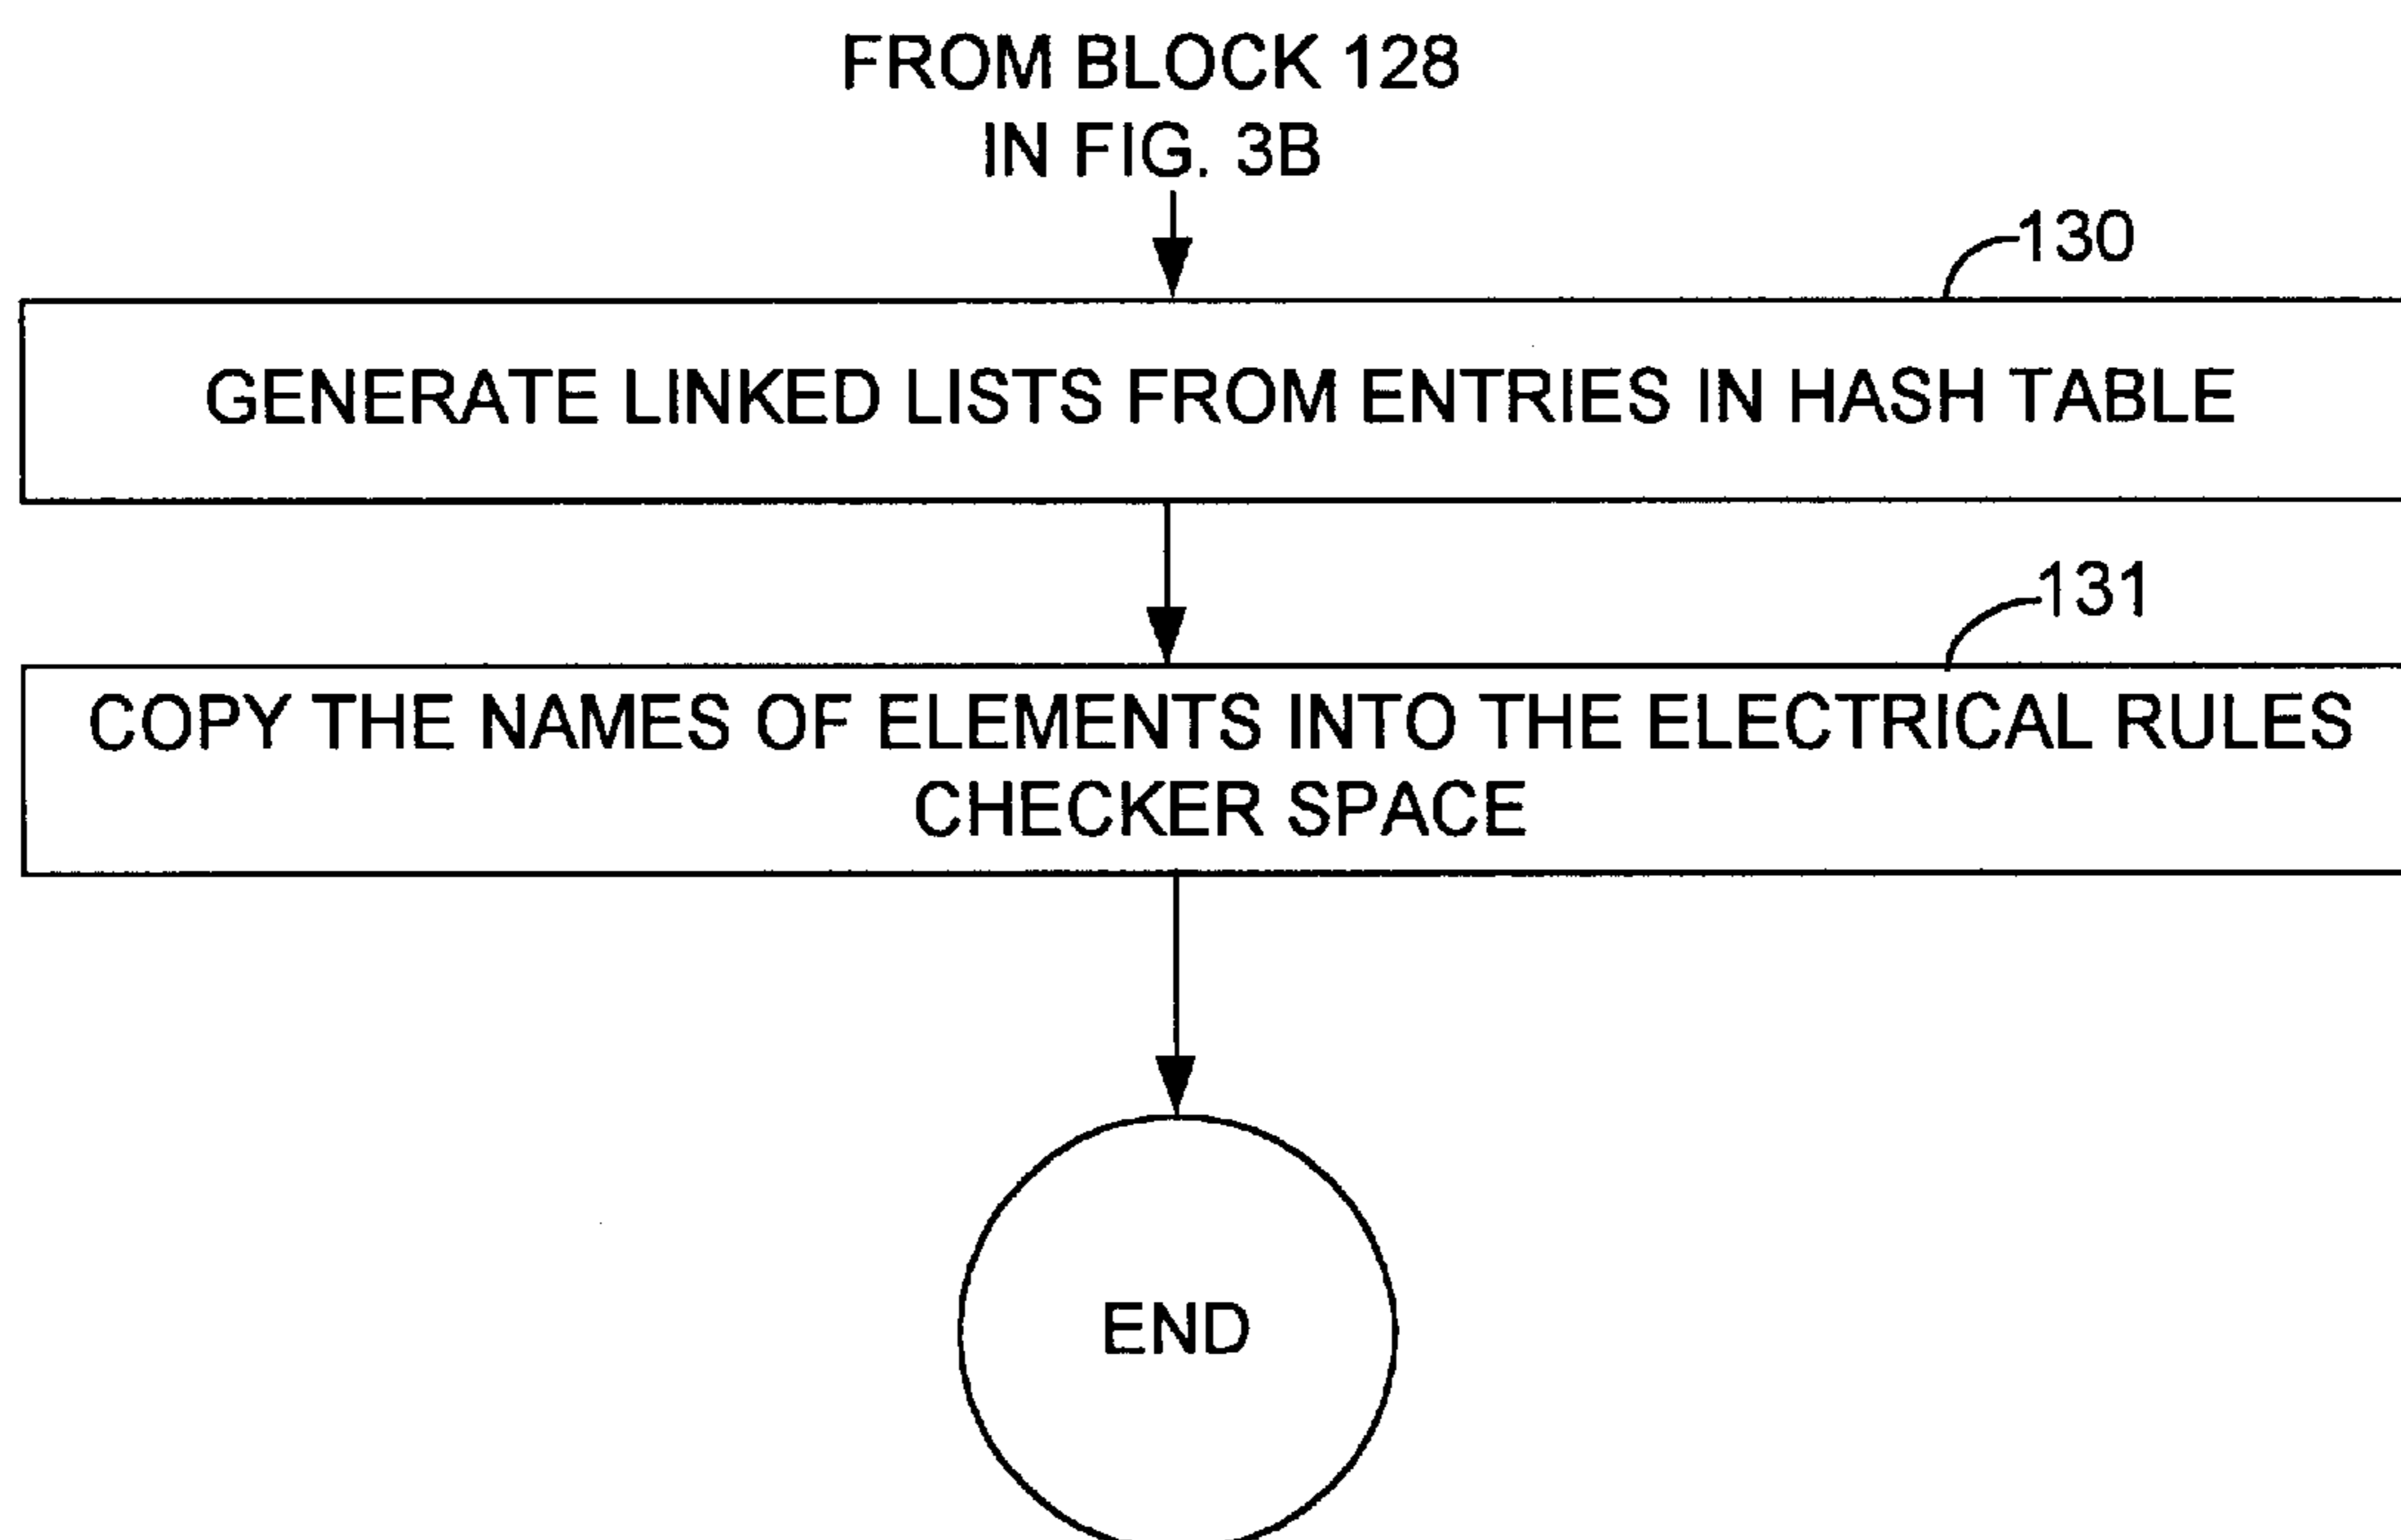 FROM BLOCK 128
IN FIG. 3B
130
GENERATE LINKED LISTS FROM ENTRIES IN HASH TABLE
131
COPY THE NAMES OF ELEMENTS INTO THE ELECTRICAL RULES
CHECKER SPACE
END